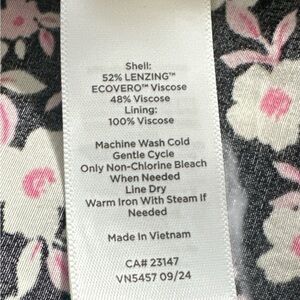 Shell:
52% LENZING™
ECOVERO™ Viscose
48% Viscose
Lining:
100% Viscose
Machine Wash Cold
Gentle Cycle
Only Non-Chlorine Bleach
When Needed
Line Dry
Warm Iron With Steam If
Needed
Made In Vietnam
CA# 23147
VN5457 09/24